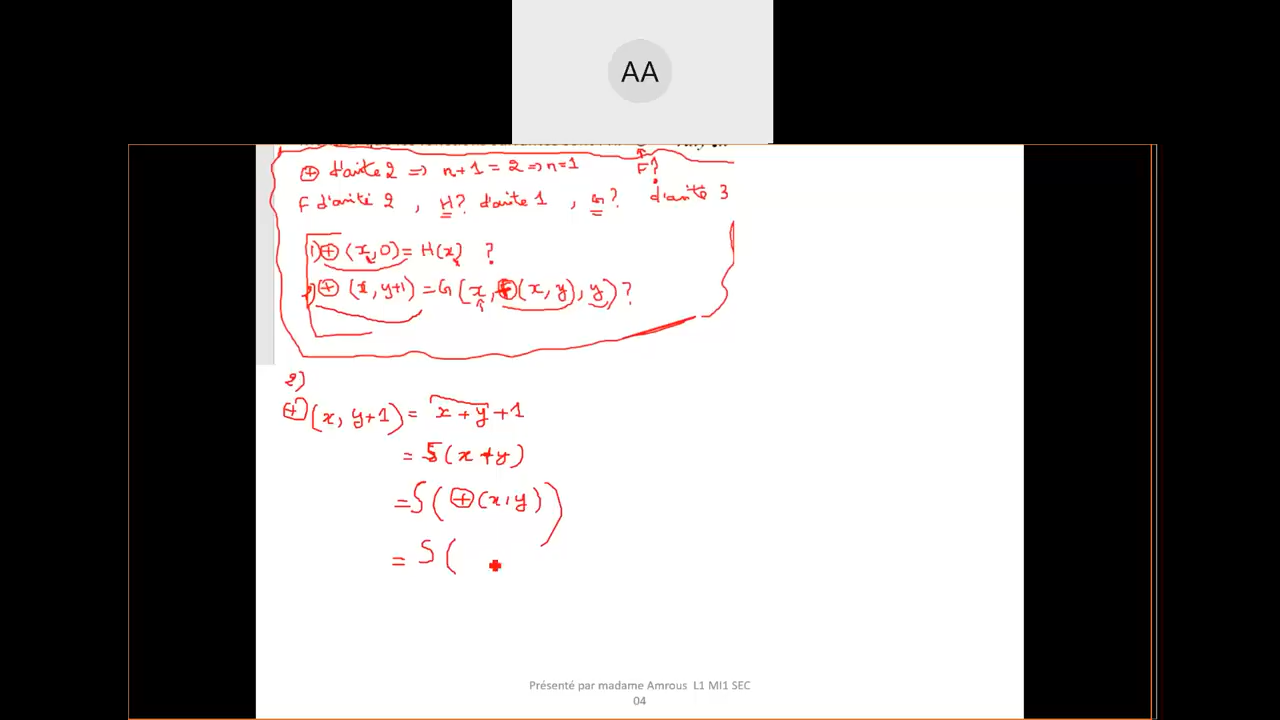 AA
⊕ d'arité 2 ⇒ n+1 = 2 ⇒ n=1
F?
F d'arité 2 , H? d'arité 1 , G? d'arité 3
1) ⊕ (x, 0) = H(x) ?
2) ⊕ (x, y+1) = G(x, ⊕(x, y), y) ?
2)
⊕(x, y+1) = x + y + 1
= S(x + y)
= S(⊕(x, y))
= S(
Présenté par madame Amrous L1 MI1 SEC
04